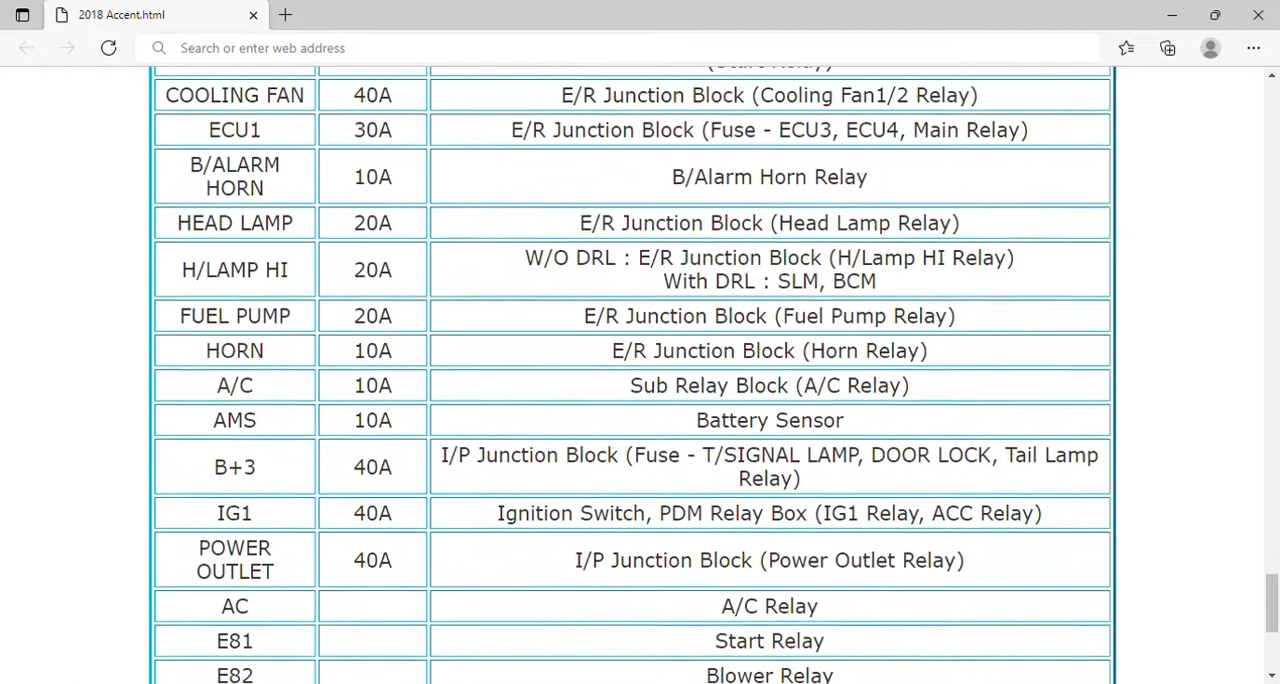 2018 Accent.html
Search or enter web address
(Start Relay)
COOLING FAN 40A E/R Junction Block (Cooling Fan1/2 Relay)
ECU1 30A E/R Junction Block (Fuse - ECU3, ECU4, Main Relay)
B/ALARM
HORN 10A B/Alarm Horn Relay
HEAD LAMP 20A E/R Junction Block (Head Lamp Relay)
H/LAMP HI 20A W/O DRL : E/R Junction Block (H/Lamp HI Relay)
With DRL : SLM, BCM
FUEL PUMP 20A E/R Junction Block (Fuel Pump Relay)
HORN 10A E/R Junction Block (Horn Relay)
A/C 10A Sub Relay Block (A/C Relay)
AMS 10A Battery Sensor
B+3 40A I/P Junction Block (Fuse - T/SIGNAL LAMP, DOOR LOCK, Tail Lamp
Relay)
IG1 40A Ignition Switch, PDM Relay Box (IG1 Relay, ACC Relay)
POWER
OUTLET 40A I/P Junction Block (Power Outlet Relay)
AC A/C Relay
E81 Start Relay
E82 Blower Relay